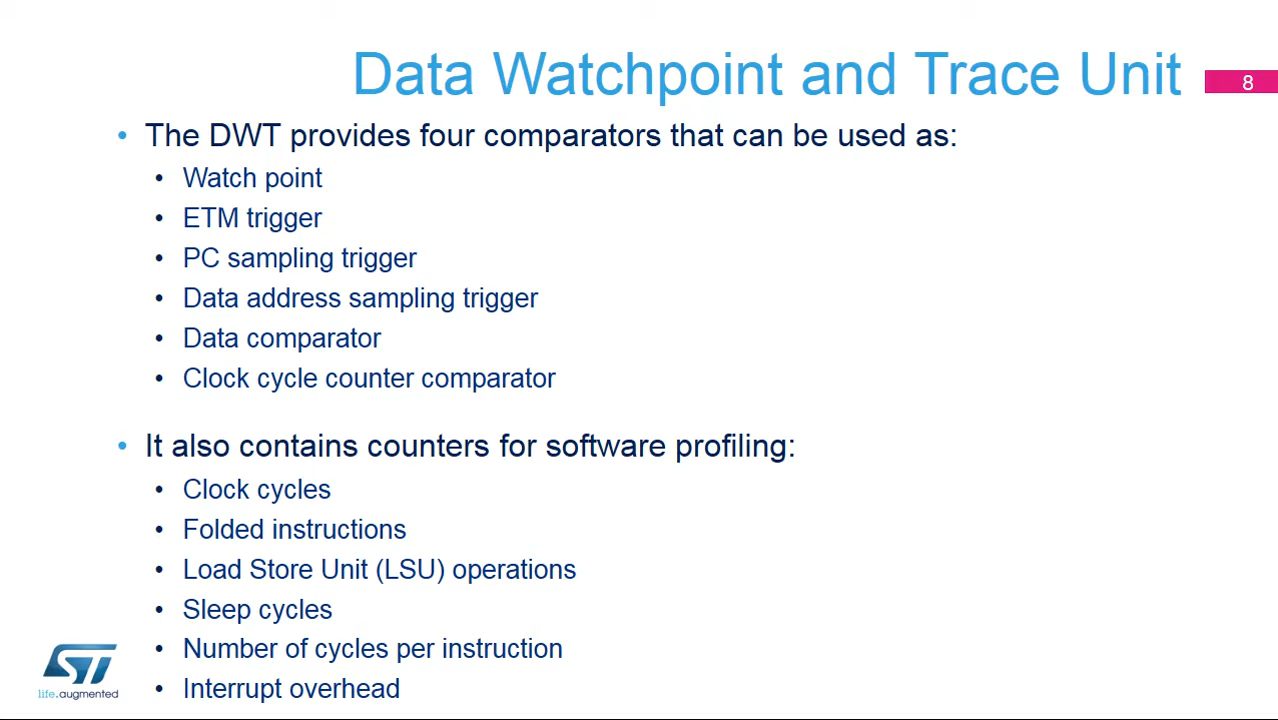 Data Watchpoint and Trace Unit
8
• The DWT provides four comparators that can be used as:
• Watch point
• ETM trigger
• PC sampling trigger
• Data address sampling trigger
• Data comparator
• Clock cycle counter comparator
• It also contains counters for software profiling:
• Clock cycles
• Folded instructions
• Load Store Unit (LSU) operations
• Sleep cycles
• Number of cycles per instruction
• Interrupt overhead
ST
life.augmented